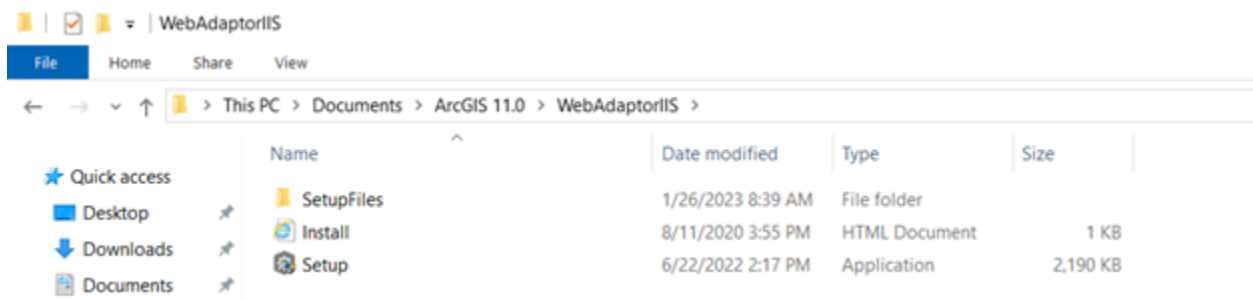 WebAdaptorIIS
File Home Share View
This PC > Documents > ArcGIS 11.0 > WebAdaptorIIS >
Name Date modified Type Size
Quick access
SetupFiles 1/26/2023 8:39 AM File folder
Desktop
Install 8/11/2020 3:55 PM HTML Document 1 KB
Downloads
Setup 6/22/2022 2:17 PM Application 2,190 KB
Documents